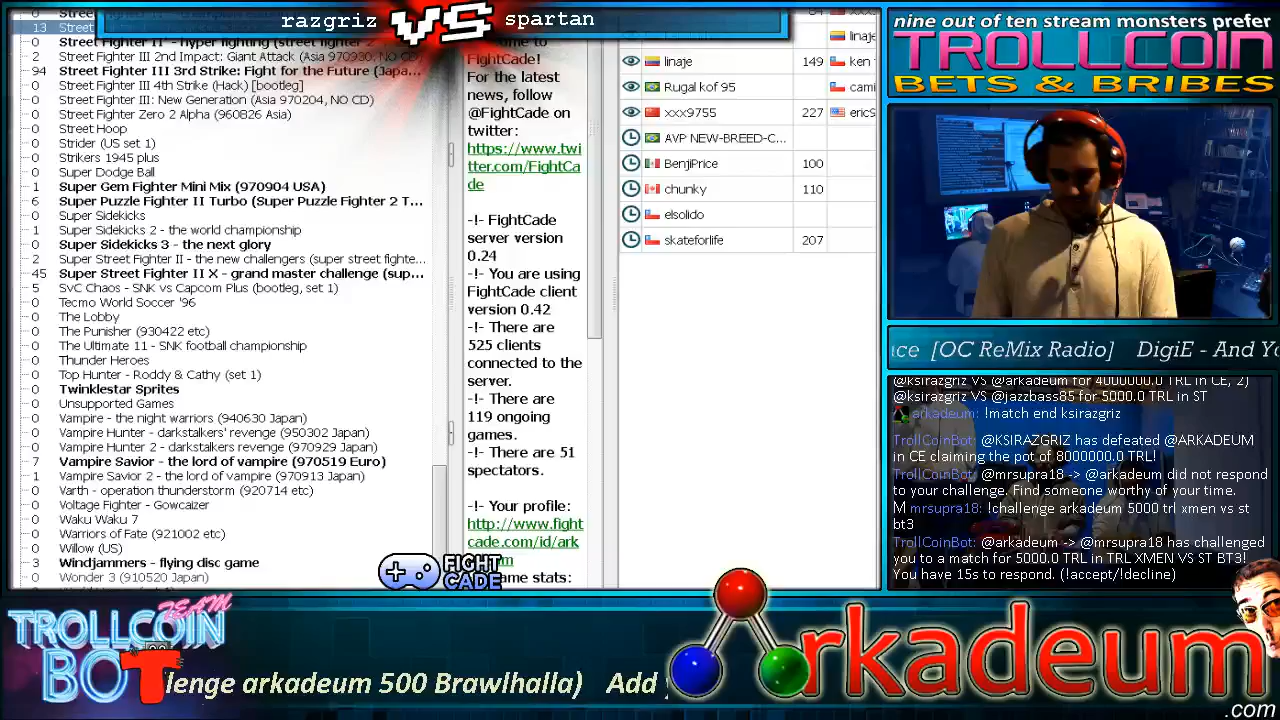 razgriz VS spartan
13 Street
0 Street Fighter II' - hyper fighting (street fighter 2
2 Street Fighter III 2nd Impact: Giant Attack (Asia 970930, NO CD)
94 Street Fighter III 3rd Strike: Fight for the Future (Japa...
0 Street Fighter III 4th Strike (Hack) [bootleg]
0 Street Fighter III: New Generation (Asia 970204, NO CD)
0 Street Fighter Zero - Alpha (960826 Asia)
0 Street Hoop
0 Strider (US set 1)
0 Strikers 1945 plus
0 Super Dodge Ball
1 Super Gem Fighter Mini Mix (970904 USA)
6 Super Puzzle Fighter II Turbo (Super Puzzle Fighter 2 T...
0 Super Sidekicks
1 Super Sidekicks 2 - the world championship
0 Super Sidekicks 3 - the next glory
2 Super Street Fighter II - the new challengers (super street fighte...
45 Super Street Fighter II X - grand master challenge (sup...
5 SVC Chaos - SNK vs Capcom Plus (bootleg, set 1)
0 Tecmo World Soccer '96
0 The Lobby
0 The Punisher (930422 etc)
0 The Ultimate 11 - SNK football championship
0 Thunder Heroes
0 Top Hunter - Roddy & Cathy (set 1)
0 Twinklestar Sprites
0 Unsupported Games
0 Vampire - the night warriors (940630 Japan)
0 Vampire Hunter - darkstalkers' revenge (950302 Japan)
0 Vampire Hunter 2 - darkstalkers revenge (970929 Japan)
7 Vampire Savior - the lord of vampire (970519 Euro)
1 Vampire Savior 2 - the lord of vampire (970913 Japan)
0 Varth - operation thunderstorm (920714 etc)
0 Voltage Fighter - Gowcaizer
0 Waku Waku 7
0 Warriors of Fate (921002 etc)
0 Willow (US)
3 Windjammers - flying disc game
0 Wonder 3 (910520 Japan)
FightCade!
For the latest
news, follow
@FightCade on
twitter:
https://www.twi
tter.com/FightCa
de
-!- FightCade
server version
0.24
-!- You are using
FightCade client
version 0.42
-!- There are
525 clients
connected to the
server.
-!- There are
119 ongoing
games.
-!- There are 51
spectators.
-!- Your profile:
http://www.fight
cade.com/id/ark
FIGHT
CADE
linaje
linaje 149 ken
Rugal kof 95 cami
xxx9755 227 eric
AYP NEW-BREED-C...
BenjiPrice 100
chunky 110
elsolido
skateforlife 207
nine out of ten stream monsters prefer
TROLLCOIN
BETS & BRIBES
ace [OC ReMix Radio] DigiE - And Yo
@ksirazgriz VS @arkadeum for 4000000.0 TRL in CE, 2)
@ksirazgriz VS @jazzbass85 for 5000.0 TRL in ST
arkadeum: !match end ksirazgriz
TrollCoinBot: @KSIRAZGRIZ has defeated @ARKADEUM
in CE claiming the pot of 8000000.0 TRL!
TrollCoinBot: @mrsupra18 -> @arkadeum did not respond
to your challenge. Find someone worthy of your time.
M mrsupra18: !challenge arkadeum 5000 trl xmen vs st
bt3
TrollCoinBot: @arkadeum -> @mrsupra18 has challenged
you to a match for 5000.0 TRL in TRL XMEN VS ST BT3!
You have 15s to respond. (!accept/!decline)
TEAM
TROLLCOIN
BOT
lenge arkadeum 500 Brawlhalla) Add
Arkadeum
.com